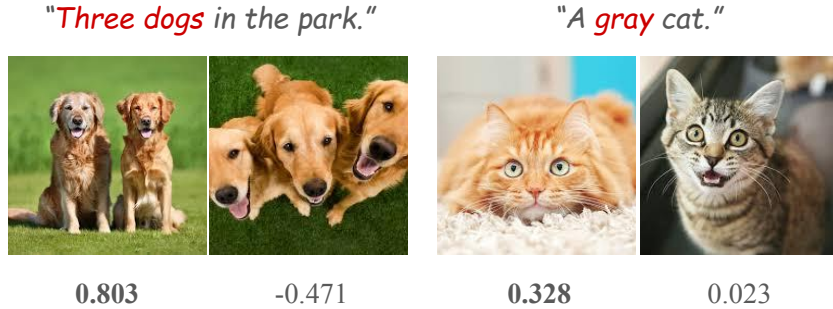 “Three dogs in the park.”
“A gray cat.”
0.803
-0.471
0.328
0.023